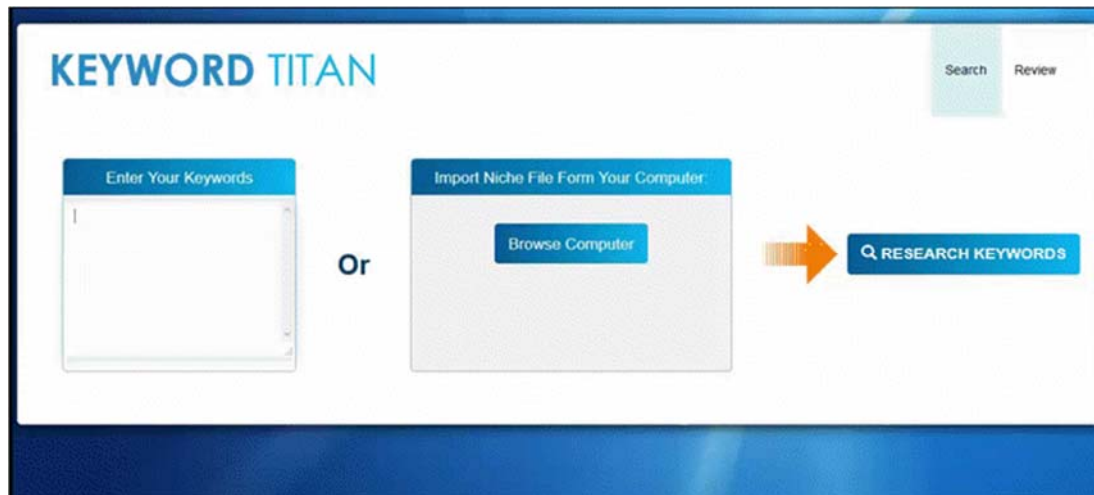 KEYWORD TITAN
Search
Review
Enter Your Keywords
Or
Import Niche File Form Your Computer:
Browse Computer
RESEARCH KEYWORDS